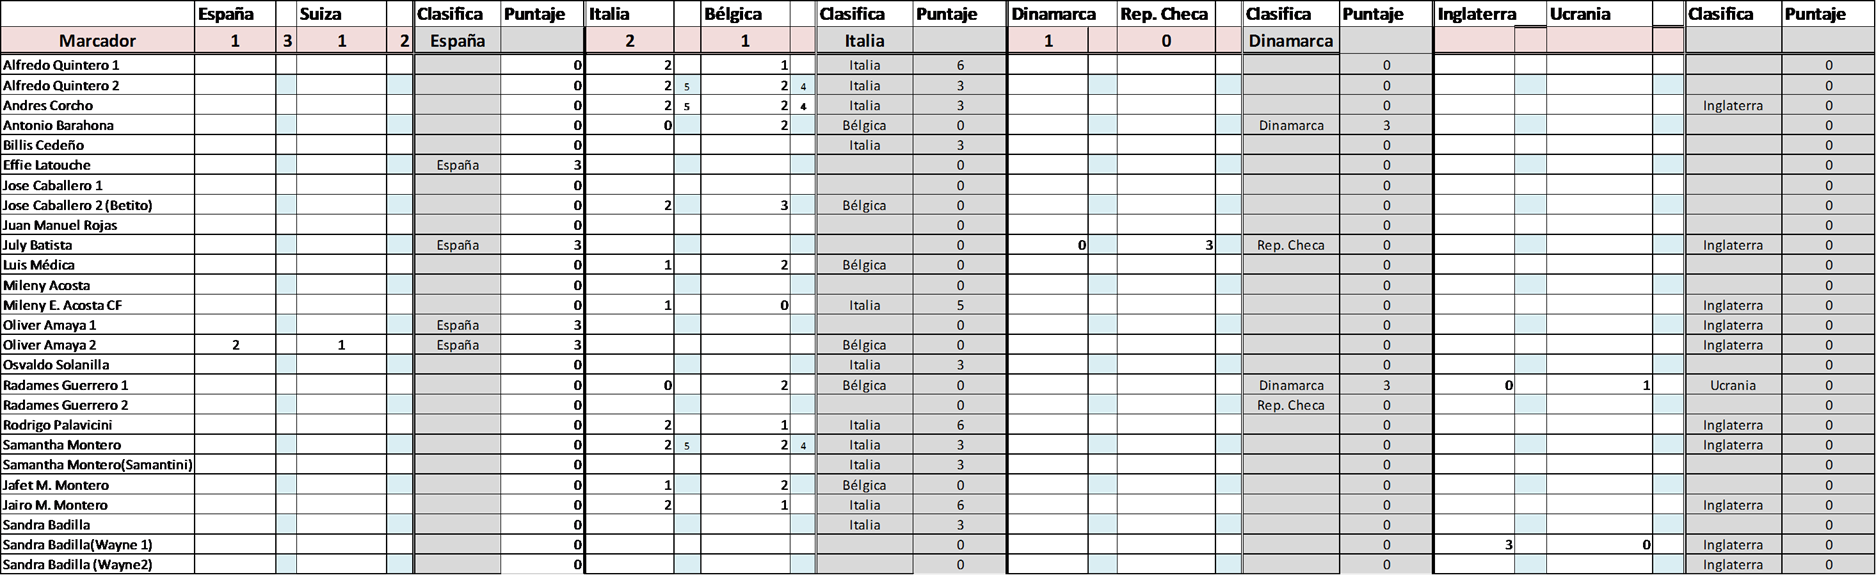 España Suiza Clasifica Puntaje Italia Bélgica Clasifica Puntaje Dinamarca Rep. Checa Clasifica Puntaje Inglaterra Ucrania Clasifica Puntaje
Marcador 1 3 1 2 España 2 1 Italia 1 0 Dinamarca
Alfredo Quintero 1 0 2 1 Italia 6 0 0
Alfredo Quintero 2 0 2 5 2 4 Italia 3 0 0
Andres Corcho 0 2 5 2 4 Italia 3 0 Inglaterra 0
Antonio Barahona 0 0 2 Bélgica 0 Dinamarca 3 0
Billis Cedeño 0 Italia 3 0 0
Effie Latouche España 3 0 0 0
Jose Caballero 1 0 0 0 0
Jose Caballero 2 (Betito) 0 2 3 Bélgica 0 0 0
Juan Manuel Rojas 0 0 0 0
July Batista España 3 0 0 3 Rep. Checa 0 Inglaterra 0
Luis Médica 0 1 2 Bélgica 0 0 0
Mileny Acosta 0 0 0 0
Mileny E. Acosta CF 0 1 0 Italia 5 0 Inglaterra 0
Oliver Amaya 1 España 3 0 0 Inglaterra 0
Oliver Amaya 2 2 1 España 3 Bélgica 0 0 Inglaterra 0
Osvaldo Solanilla 0 Italia 3 0 0
Radames Guerrero 1 0 0 2 Bélgica 0 Dinamarca 3 0 1 Ucrania 0
Radames Guerrero 2 0 0 Rep. Checa 0 0
Rodrigo Palavicini 0 2 1 Italia 6 0 Inglaterra 0
Samantha Montero 0 2 5 2 4 Italia 3 0 Inglaterra 0
Samantha Montero(Samantini) 0 Italia 3 0 0
Jafet M. Montero 0 1 2 Bélgica 0 0 0
Jairo M. Montero 0 2 1 Italia 6 0 Inglaterra 0
Sandra Badilla 0 Italia 3 0 0
Sandra Badilla(Wayne 1) 0 0 0 3 0 Inglaterra 0
Sandra Badilla (Wayne2) 0 0 0 Inglaterra 0